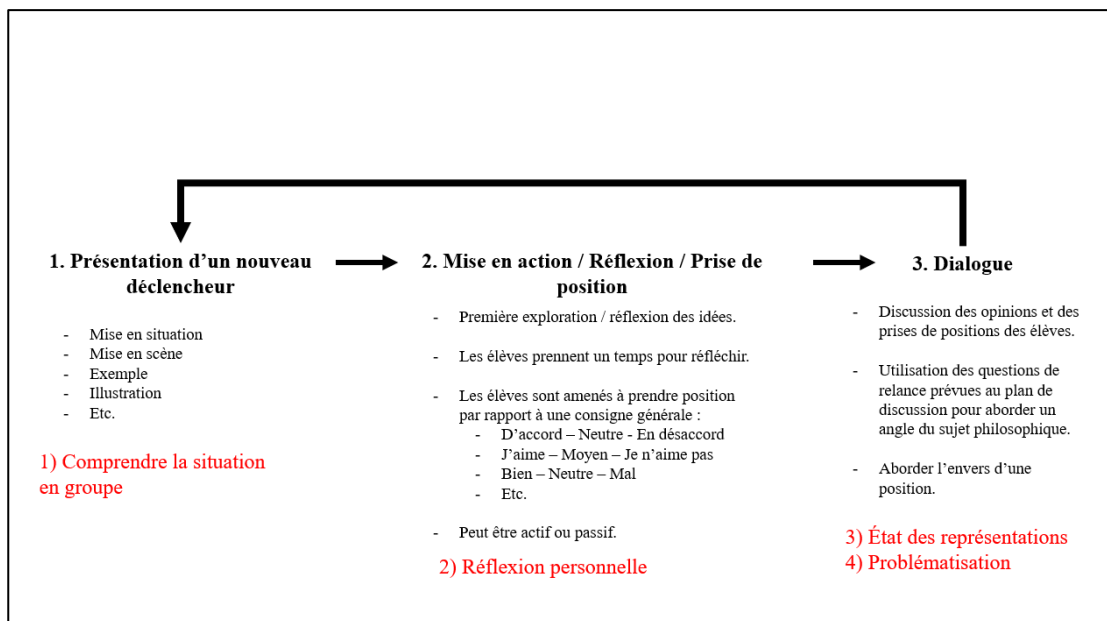 1. Présentation d’un nouveau
déclencheur
- Mise en situation
- Mise en scène
- Exemple
- Illustration
- Etc.
1) Comprendre la situation
en groupe
2. Mise en action / Réflexion / Prise de
position
- Première exploration / réflexion des idées.
- Les élèves prennent un temps pour réfléchir.
- Les élèves sont amenés à prendre position
par rapport à une consigne générale :
- D’accord – Neutre - En désaccord
- J’aime – Moyen – Je n’aime pas
- Bien – Neutre – Mal
- Etc.
- Peut être actif ou passif.
2) Réflexion personnelle
3. Dialogue
- Discussion des opinions et des
prises de positions des élèves.
- Utilisation des questions de
relance prévues au plan de
discussion pour aborder un
angle du sujet philosophique.
- Aborder l’envers d’une
position.
3) État des représentations
4) Problématisation